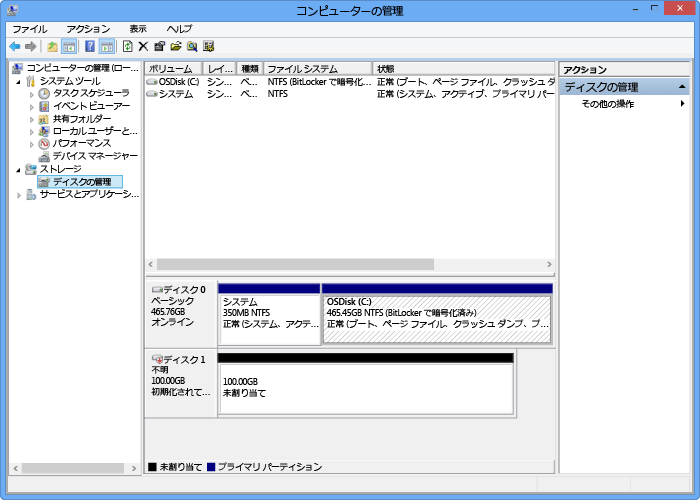 コンピューターの管理
ファイル アクション 表示 ヘルプ
コンピューターの管理 (ロー...
システム ツール
タスク スケジューラ
イベント ビューアー
共有フォルダー
ローカル ユーザーと...
パフォーマンス
デバイス マネージャー
ストレージ
ディスクの管理
サービスとアプリケーシ...
ボリューム レイ... 種類 ファイル システム 状態
OSDisk (C:) シン... ベ... NTFS (BitLocker で暗号化... 正常 (ブート、ページ ファイル、クラッシュ ダ
システム シン... ベ... NTFS 正常 (システム、アクティブ、プライマリ パー
アクション
ディスクの管理
その他の操作
ディスク 0
ベーシック
465.76GB
オンライン
システム
350MB NTFS
正常 (システム、アクテ...
OSDisk (C:)
465.45GB NTFS (BitLocker で暗号化済み)
正常 (ブート、ページ ファイル、クラッシュ ダンプ、プ...
ディスク 1
不明
100.00GB
初期化されて...
100.00GB
未割り当て
未割り当て プライマリ パーティション